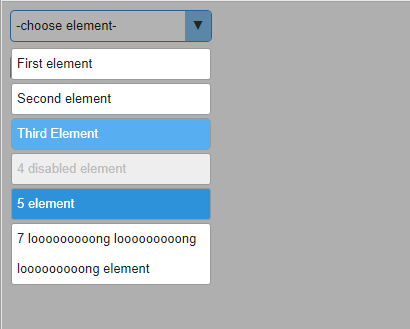 -choose element-
First element
Second element
Third Element
4 disabled element
5 element
7 looooooooong looooooooong
looooooooong element